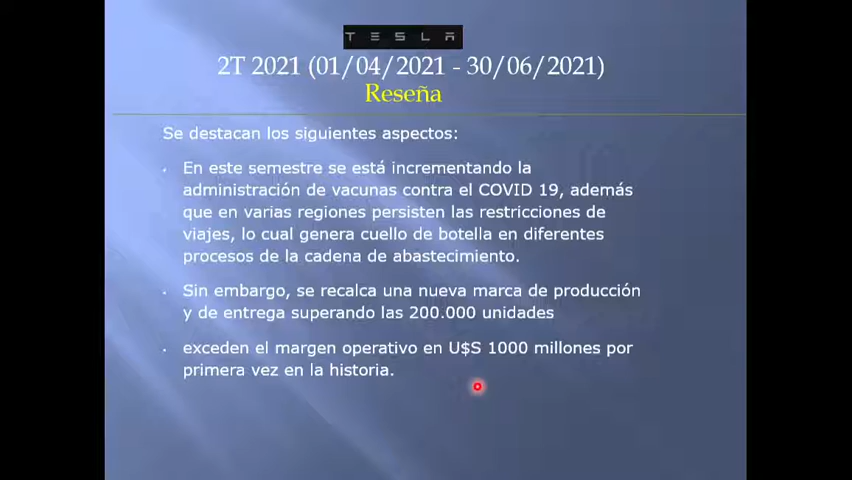 TESLA
2T 2021 (01/04/2021 - 30/06/2021)
Reseña
Se destacan los siguientes aspectos:
En este semestre se está incrementando la
administración de vacunas contra el COVID 19, además
que en varias regiones persisten las restricciones de
viajes, lo cual genera cuello de botella en diferentes
procesos de la cadena de abastecimiento.
Sin embargo, se recalca una nueva marca de producción
y de entrega superando las 200.000 unidades
exceden el margen operativo en U$S 1000 millones por
primera vez en la historia.